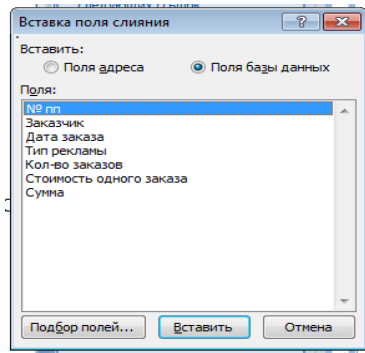 Вставка поля слияния
Вставить:
Поля адреса
Поля базы данных
Поля:
№ пп
Заказчик
Дата заказа
Тип рекламы
Кол-во заказов
Стоимость одного заказа
Сумма
Подбор полей...
Вставить
Отмена